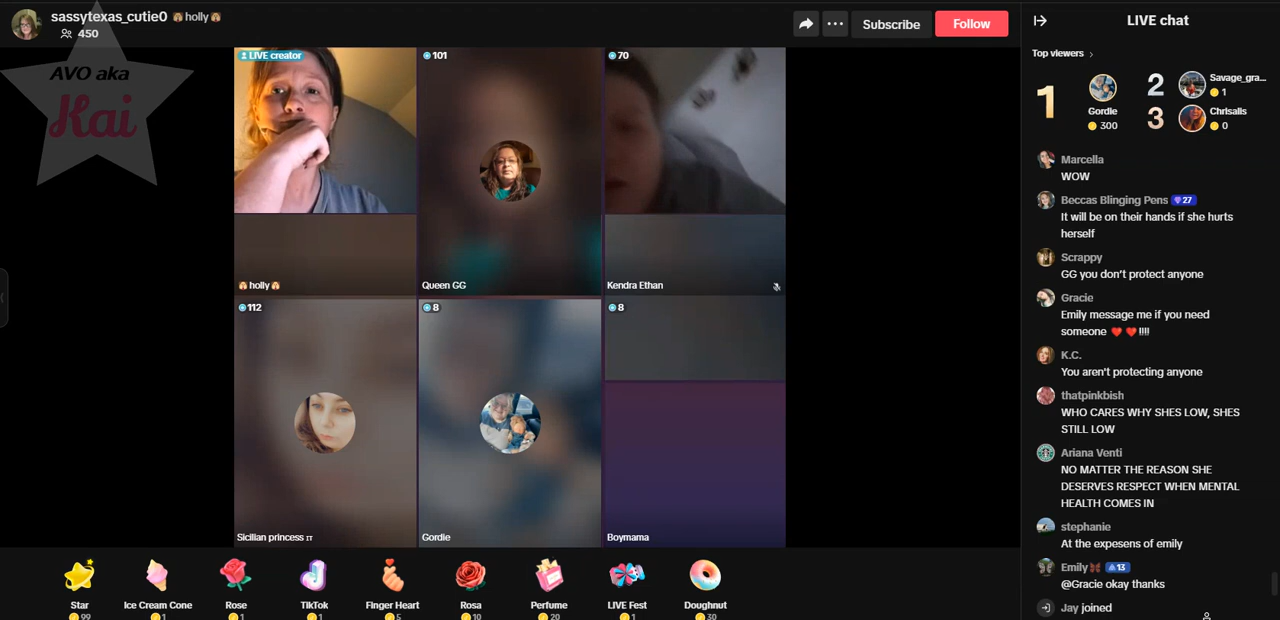 sassytexas_cutie0 🙈holly🙈
450
AVO aka
Kai
Subscribe
Follow
LIVE creator
101
70
holly
Queen GG
Kendra Ethan
112
8
8
Sicilian princess IT
Gordie
Boymama
Star
99
Ice Cream Cone
1
Rose
1
TikTok
1
Finger Heart
5
Rosa
10
Perfume
20
LIVE Fest
1
Doughnut
30
LIVE chat
Top viewers
1
Gordie
300
2
Savage_gra...
1
3
Chrisalis
0
Marcella
WOW
Beccas Blinging Pens 27
It will be on their hands if she hurts
herself
Scrappy
GG you don't protect anyone
Gracie
Emily message me if you need
someone ❤️ ❤️ !!!!
K.C.
You aren't protecting anyone
thatpinkbish
WHO CARES WHY SHES LOW, SHES
STILL LOW
Ariana Venti
NO MATTER THE REASON SHE
DESERVES RESPECT WHEN MENTAL
HEALTH COMES IN
stephanie
At the expesens of emily
Emily 13
@Gracie okay thanks
Jay joined